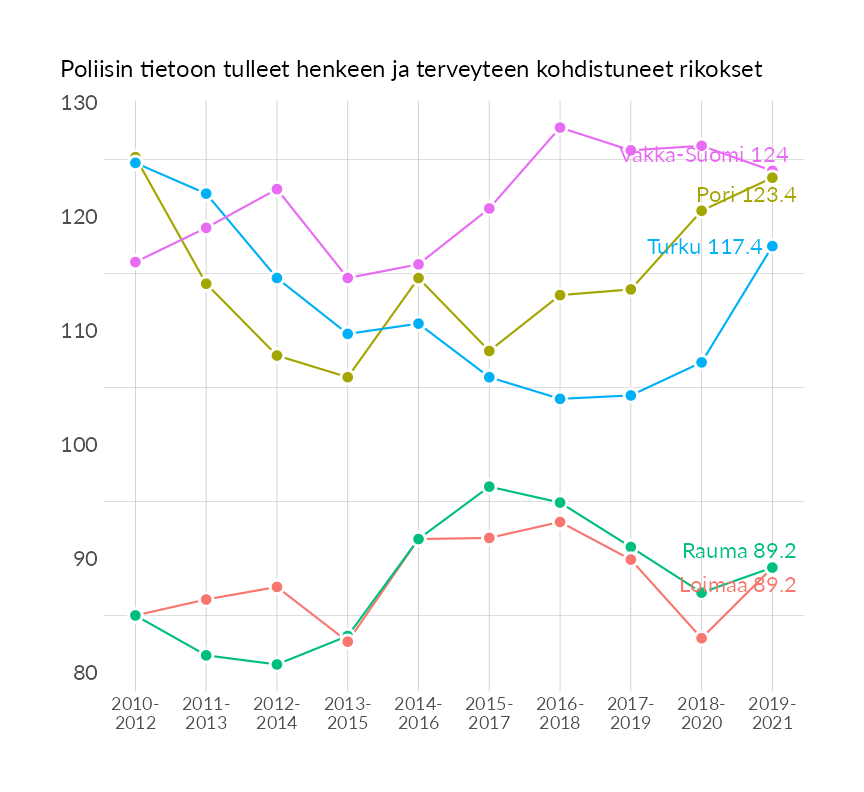 Poliisin tietoon tulleet henkeen ja terveyteen kohdistuneet rikokset
130
120
110
100
90
80
Vakka-Suomi 124
Pori 123.4
Turku 117.4
Rauma 89.2
Loimaa 89.2
2010- 2011- 2012- 2013- 2014- 2015- 2016- 2017- 2018- 2019-
2012 2013 2014 2015 2016 2017 2018 2019 2020 2021